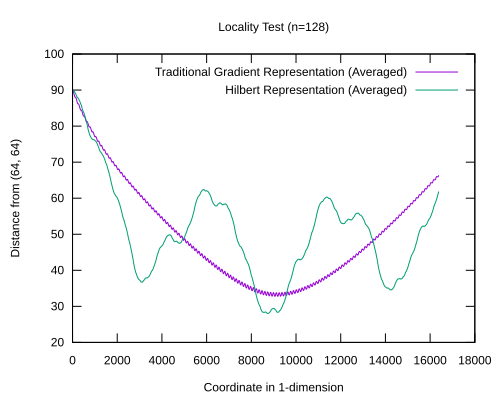 Locality Test (n=128)
Traditional Gradient Representation (Averaged)
Hilbert Representation (Averaged)
Distance from (64, 64)
100
90
80
70
60
50
40
30
20
0 2000 4000 6000 8000 10000 12000 14000 16000 18000
Coordinate in 1-dimension